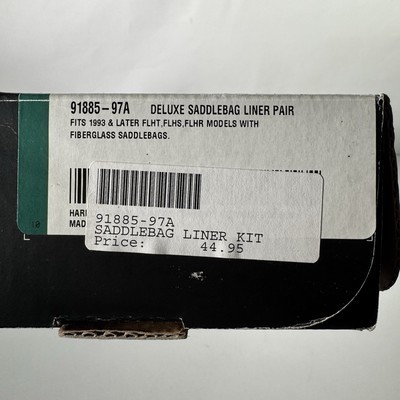 91885-97A DELUXE SADDLEBAG LINER PAIR
FITS 1993 & LATER FLHT,FLHS,FLHR MODELS WITH
FIBERGLASS SADDLEBAGS.
91885-97A
SADDLEBAG LINER KIT
Price: 44.95
MAD